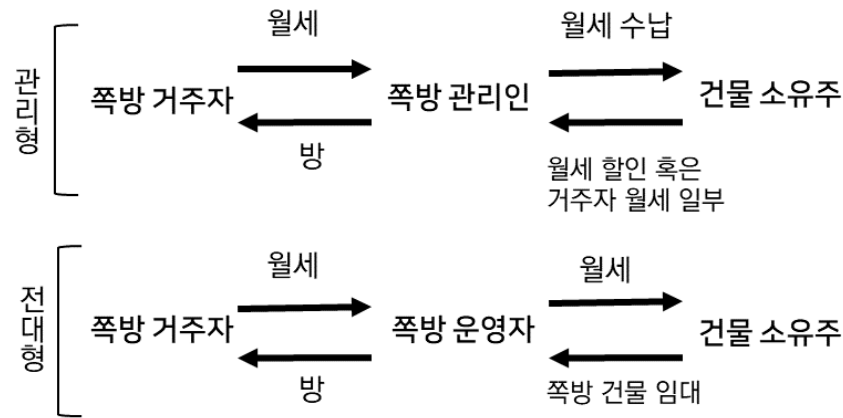 관리형
월세
월세 수납
쪽방 거주자
쪽방 관리인
건물 소유주
방
월세 할인 혹은
거주자 월세 일부
전대형
월세
월세
쪽방 거주자
쪽방 운영자
건물 소유주
방
쪽방 건물 임대